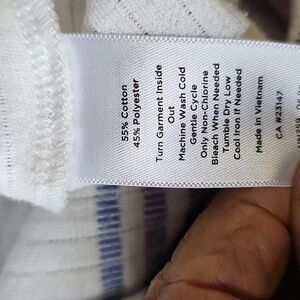 55% Cotton
45% Polyester
Turn Garment Inside
Out
Machine Wash Cold
Gentle Cycle
Only Non-Chlorine
Bleach When Needed
Tumble Dry Low
Cool Iron If Needed
Made in Vietnam
CA #23147